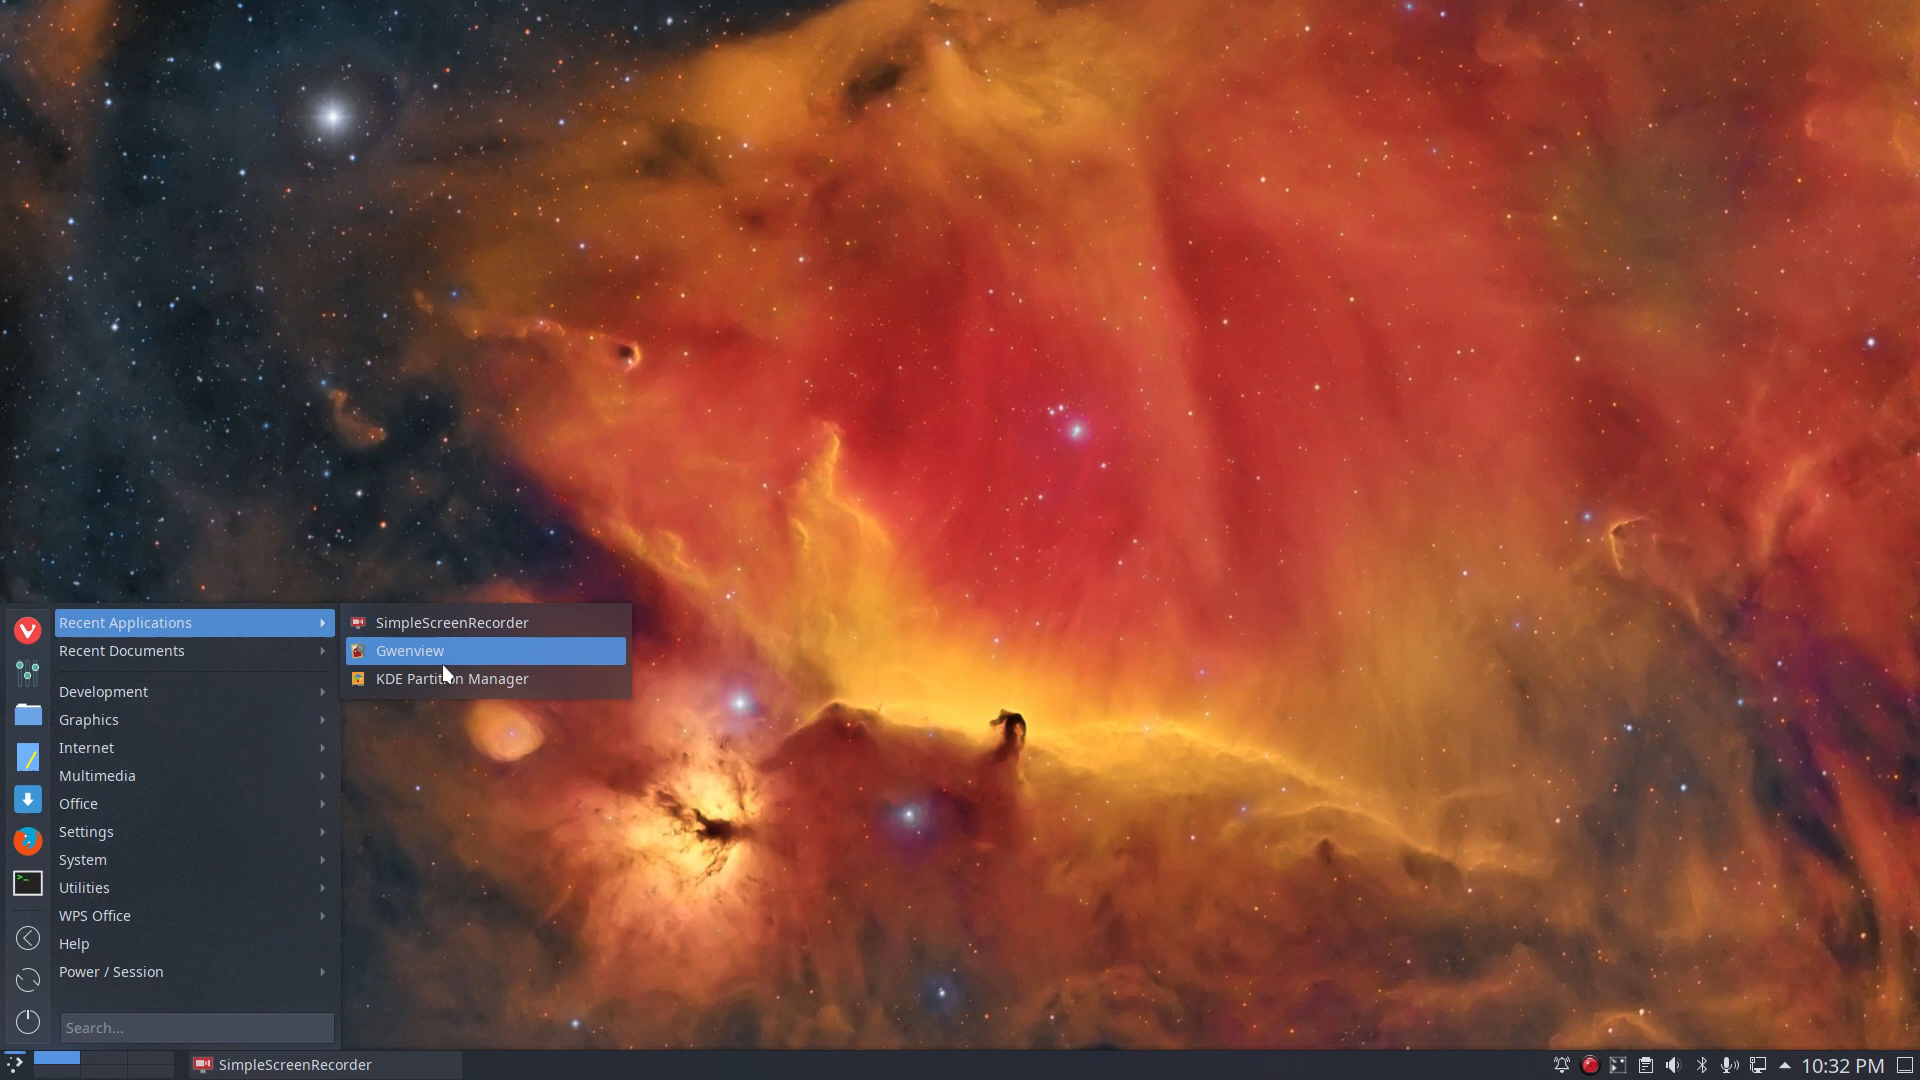 Recent Applications
Recent Documents
Development
Graphics
Internet
Multimedia
Office
Settings
System
Utilities
WPS Office
Help
Power / Session
Search...
SimpleScreenRecorder
Gwenview
KDE Partition Manager
SimpleScreenRecorder
10:32 PM